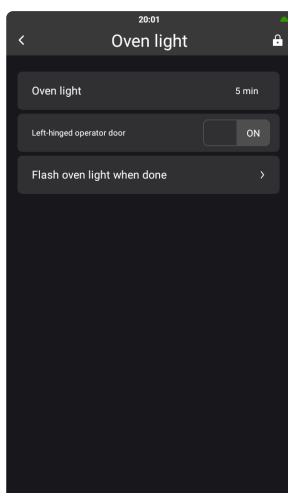 20:01
Oven light
Oven light 5 min
Left-hinged operator door ON
Flash oven light when done